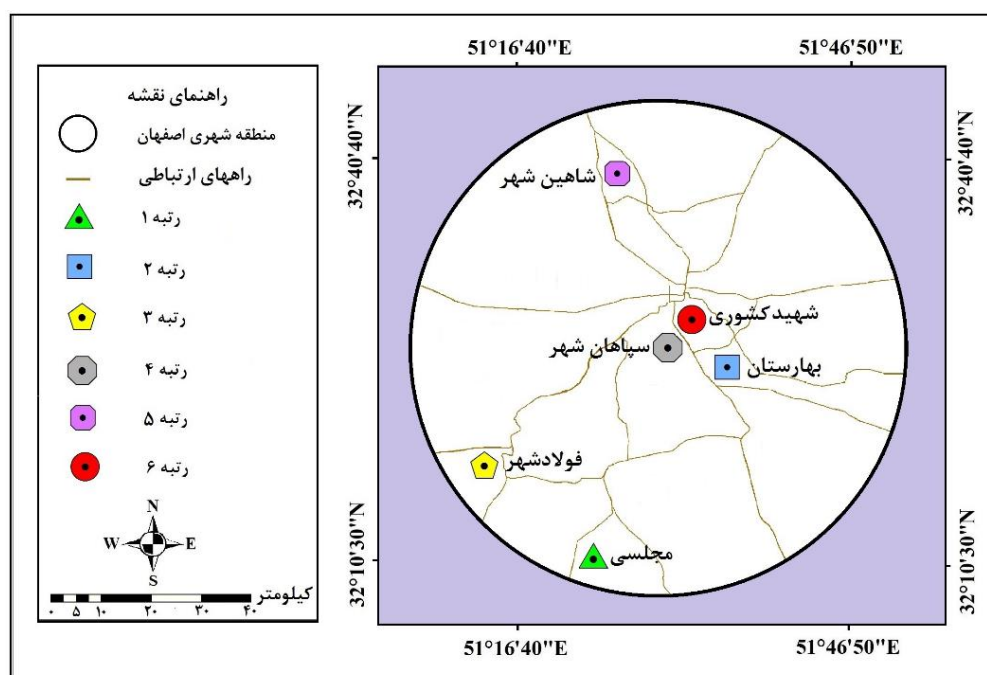 راهنمای نقشه
منطقه شهری اصفهان
راههای ارتباطی
رتبه ۱
رتبه ۲
رتبه ۳
رتبه ۴
رتبه ۵
رتبه ۶
N
W E
S
کیلومتر
۰ ۵ ۱۰ ۲۰ ۳۰ ۴۰
51°16'40"E
51°46'50"E
32°40'40"N
32°40'40"N
شاهین شهر
شهیدکشوری
سپاهان شهر
بهارستان
فولادشهر
مجلسی
32°10'30"N
32°10'30"N
51°16'40"E
51°46'50"E